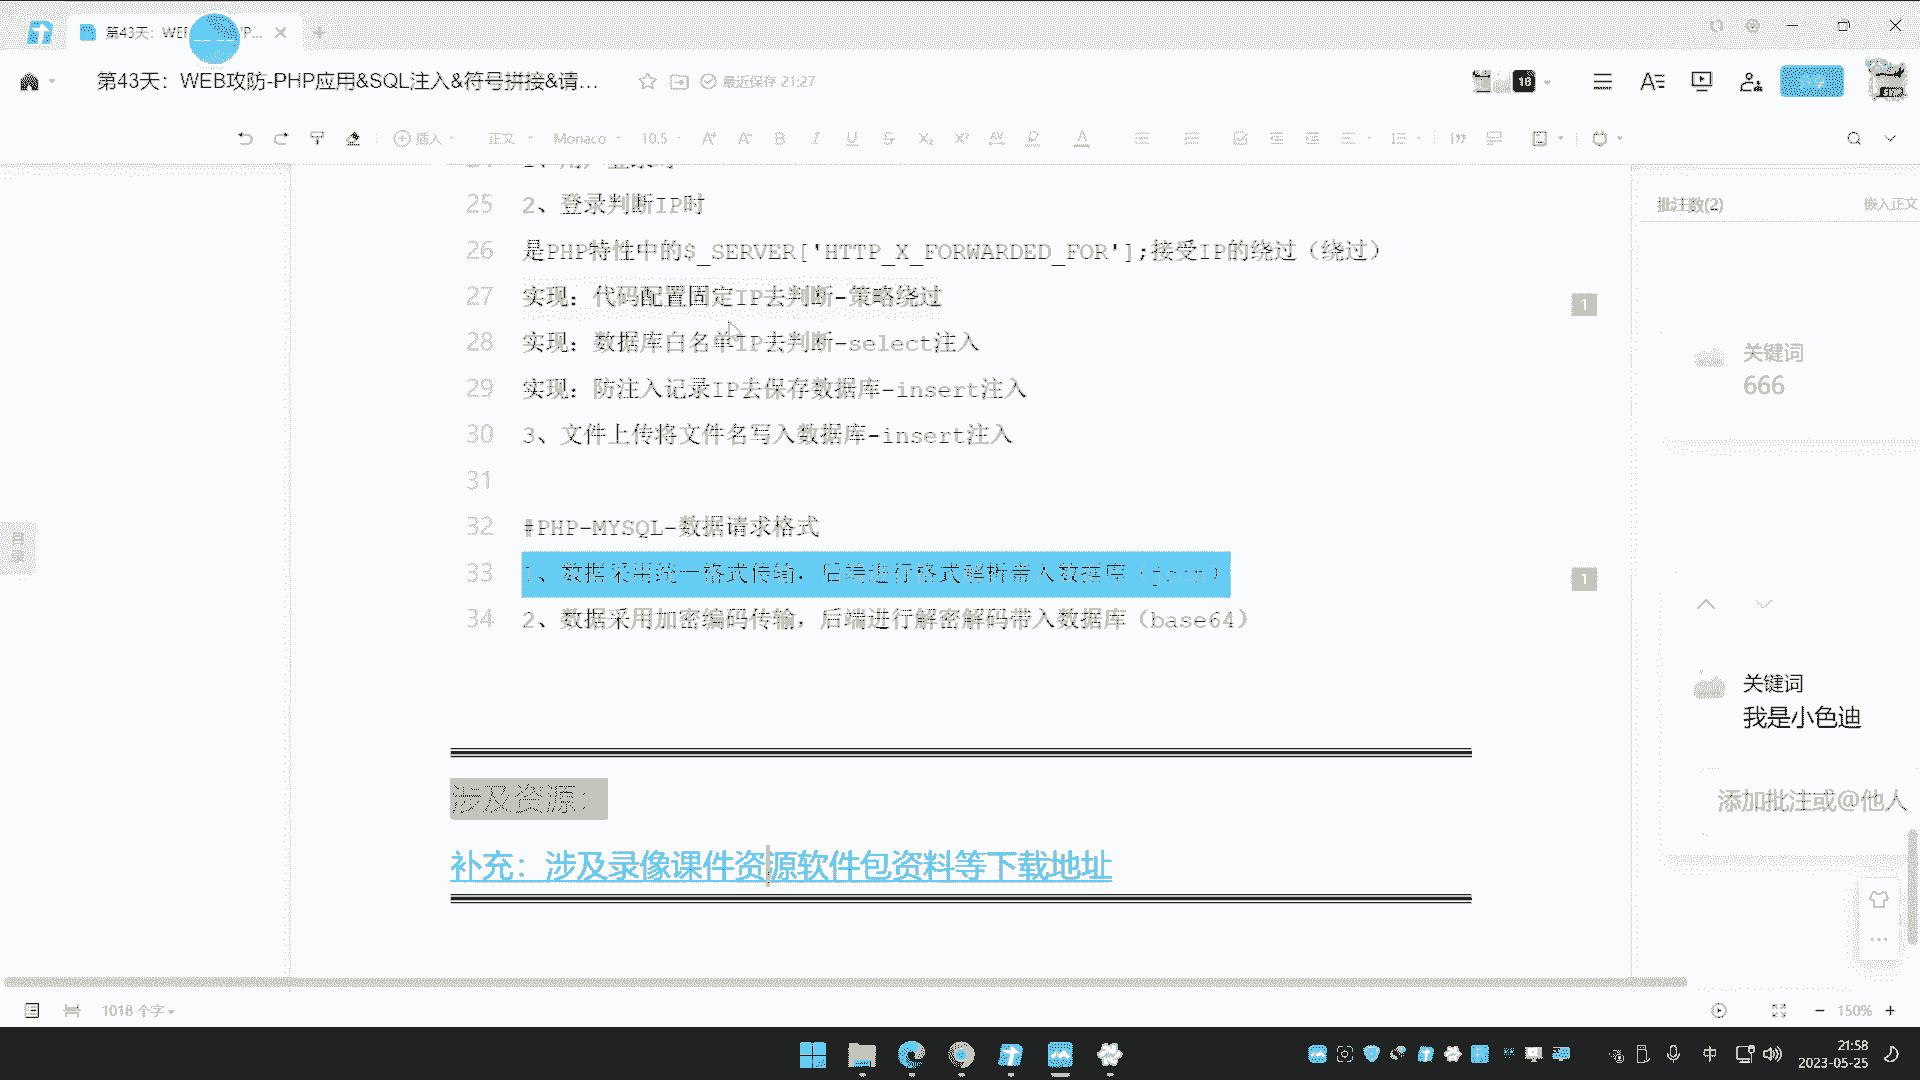 第43天：WEB
P...
第43天：WEB攻防-PHP应用&SQL注入&符号拼接&请...
最近保存 21:27
18
插入
正文
Monaco
10.5
25 2、登录判断IP时
26 是PHP特性中的$_SERVER['HTTP_X_FORWARDED_FOR'];接受IP的绕过（绕过）
27 实现：代码配置固定IP去判断-策略绕过
1
28 实现：数据库白名单IP去判断-select注入
29 实现：防注入记录IP去保存数据库-insert注入
30 3、文件上传将文件名写入数据库-insert注入
31
32 #PHP-MYSQL-数据请求格式
33 1、数据采用统一格式传输，后端进行格式解析带入数据库（json）
1
34 2、数据采用加密编码传输，后端进行解密解码带入数据库（base64）
涉及资源：
补充：涉及录像课件资源软件包资料等下载地址
目录
批注数(2)
嵌入正文
关键词
666
关键词
我是小色迪
添加批注或@他人
1018 个字
150%
中
21:58
2023-05-25